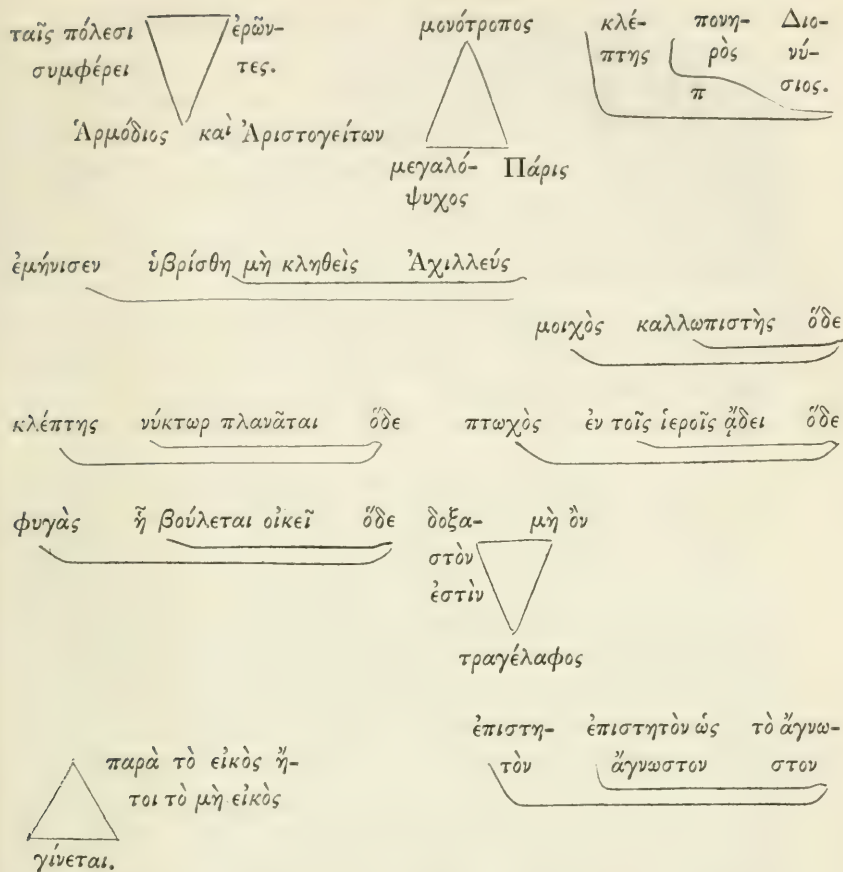 ταῖς πόλεσι ἐρῶν-
συμφέρει τες.
Ἁρμόδιος καὶ Ἀριστογείτων
μονότροπος
μεγαλό- Πάρις
ψυχος
κλέ- πονη- Διο-
πτης ρὸς νύ-
π σιος.
ἐμήνισεν ὑβρίσθη μὴ κληθεὶς Ἀχιλλεύς
μοιχὸς καλλωπιστὴς ὅδε
κλέπτης νύκτωρ πλανᾶται ὅδε
πτωχὸς ἐν τοῖς ἱεροῖς ᾄδει ὅδε
φυγὰς ᾗ βούλεται οἰκεῖ ὅδε
δοξα- μὴ ὂν
στὸν
ἐστὶν
τραγέλαφος
παρὰ τὸ εἰκὸς ἤ-
τοι τὸ μὴ εἰκὸς
γίνεται.
ἐπιστη- ἐπιστητὸν ὡς τὸ ἄγνω-
τὸν ἄγνωστον στον